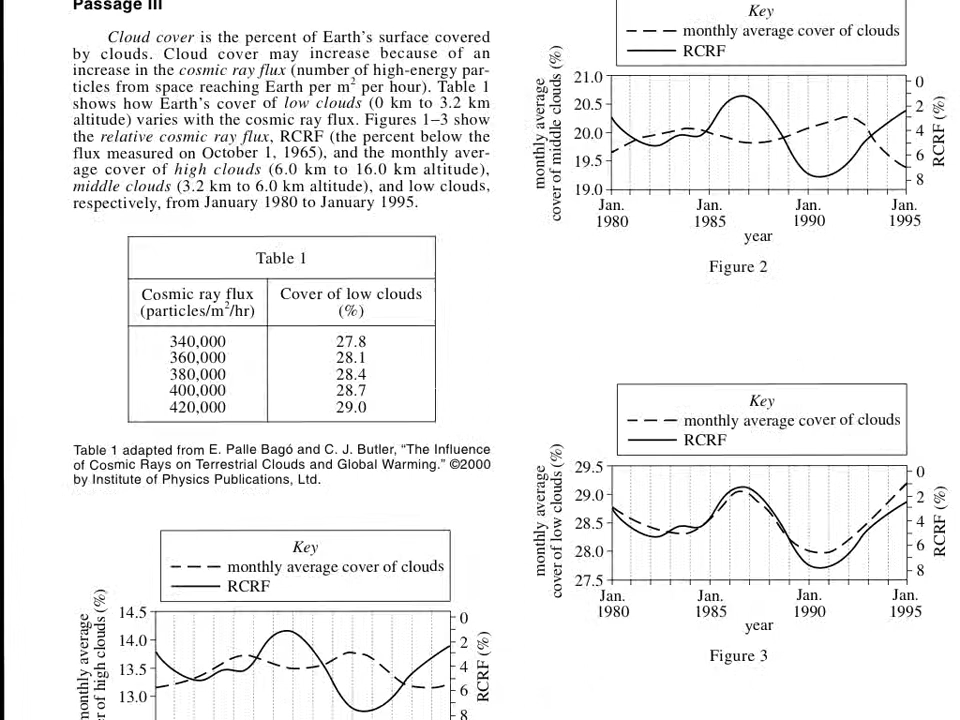 Passage III
Cloud cover is the percent of Earth's surface covered
by clouds. Cloud cover may increase because of an
increase in the cosmic ray flux (number of high-energy par-
ticles from space reaching Earth per m² per hour). Table 1
shows how Earth's cover of low clouds (0 km to 3.2 km
altitude) varies with the cosmic ray flux. Figures 1–3 show
the relative cosmic ray flux, RCRF (the percent below the
flux measured on October 1, 1965), and the monthly aver-
age cover of high clouds (6.0 km to 16.0 km altitude),
middle clouds (3.2 km to 6.0 km altitude), and low clouds,
respectively, from January 1980 to January 1995.
Table 1
Cosmic ray flux Cover of low clouds
(particles/m²/hr) (%)
340,000 27.8
360,000 28.1
380,000 28.4
400,000 28.7
420,000 29.0
Table 1 adapted from E. Palle Bagó and C. J. Butler, “The Influence
of Cosmic Rays on Terrestrial Clouds and Global Warming.” ©2000
by Institute of Physics Publications, Ltd.
Key
monthly average cover of clouds
RCRF
monthly average
of high clouds (%)
14.5
14.0
13.5
13.0
0
2
4
6
8
RCRF (%)
Key
monthly average cover of clouds
RCRF
monthly average
cover of middle clouds (%)
21.0
20.5
20.0
19.5
19.0
0
2
4
6
8
RCRF (%)
Jan. Jan. Jan. Jan.
1980 1985 1990 1995
year
Figure 2
Key
monthly average cover of clouds
RCRF
monthly average
cover of low clouds (%)
29.5
29.0
28.5
28.0
27.5
0
2
4
6
8
RCRF (%)
Jan. Jan. Jan. Jan.
1980 1985 1990 1995
year
Figure 3